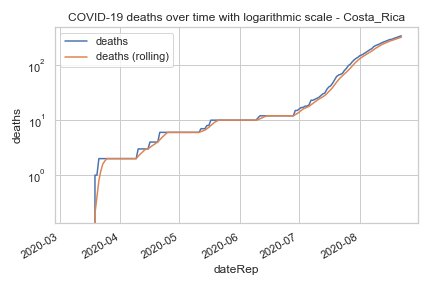 COVID-19 deaths over time with logarithmic scale - Costa_Rica
deaths
deaths (rolling)
10²
10¹
10⁰
deaths
2020-03
2020-04
2020-05
2020-06
2020-07
2020-08
dateRep